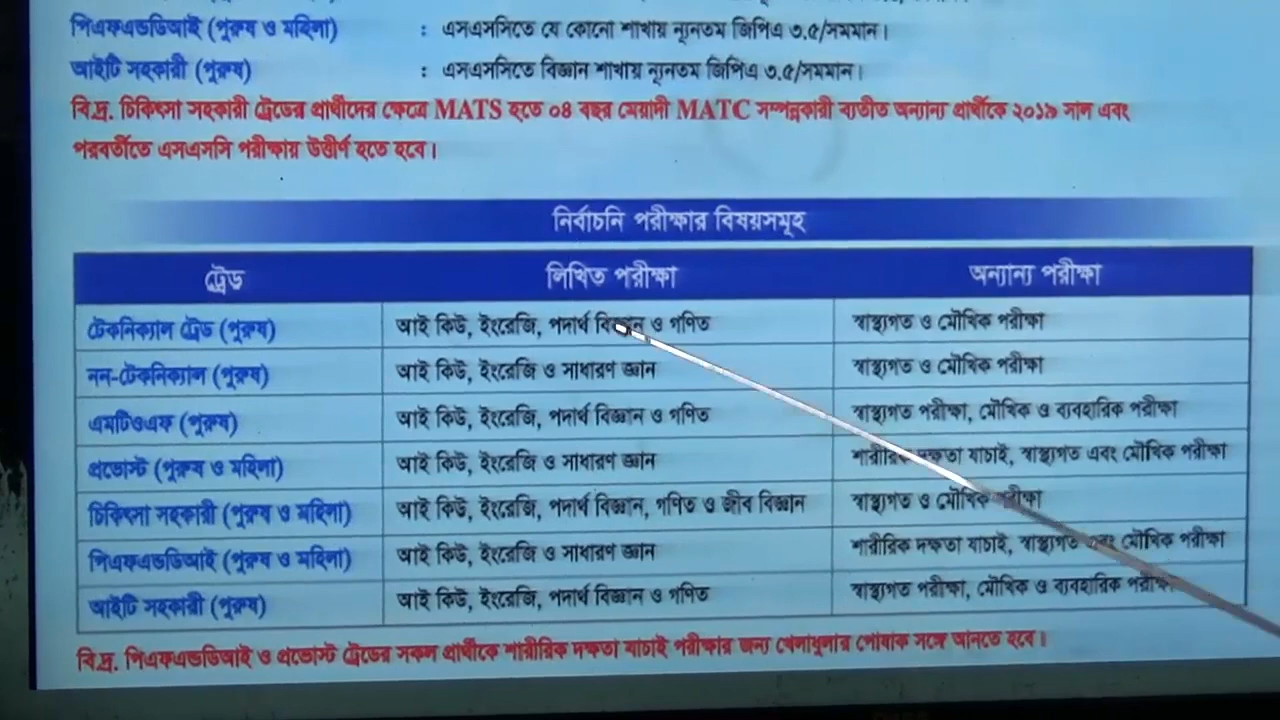 পিএফএন্ডডিআই (পুরুষ ও মহিলা) : এসএসসিতে যে কোনো শাখায় ন্যূনতম জিপিএ ৩.৫/সমমান।
আইটি সহকারী (পুরুষ) : এসএসসিতে বিজ্ঞান শাখায় ন্যূনতম জিপিএ ৩.৫/সমমান।
বি.দ্র. চিকিৎসা সহকারী ট্রেডের প্রার্থীদের ক্ষেত্রে MATS হতে ০৪ বছর মেয়াদী MATC সম্পন্নকারী ব্যতীত অন্যান্য প্রার্থীকে ২০১৯ সাল এবং
পরবর্তীতে এসএসসি পরীক্ষায় উত্তীর্ণ হতে হবে।
নির্বাচনি পরীক্ষার বিষয়সমূহ
ট্রেড লিখিত পরীক্ষা অন্যান্য পরীক্ষা
টেকনিক্যাল ট্রেড (পুরুষ) আই কিউ, ইংরেজি, পদার্থ বিজ্ঞান ও গণিত স্বাস্থ্যগত ও মৌখিক পরীক্ষা
নন-টেকনিক্যাল (পুরুষ) আই কিউ, ইংরেজি ও সাধারণ জ্ঞান স্বাস্থ্যগত ও মৌখিক পরীক্ষা
এমটিওএফ (পুরুষ) আই কিউ, ইংরেজি, পদার্থ বিজ্ঞান ও গণিত স্বাস্থ্যগত পরীক্ষা, মৌখিক ও ব্যবহারিক পরীক্ষা
প্রভোস্ট (পুরুষ ও মহিলা) আই কিউ, ইংরেজি ও সাধারণ জ্ঞান শারীরিক দক্ষতা যাচাই, স্বাস্থ্যগত এবং মৌখিক পরীক্ষা
চিকিৎসা সহকারী (পুরুষ ও মহিলা) আই কিউ, ইংরেজি, পদার্থ বিজ্ঞান, গণিত ও জীব বিজ্ঞান স্বাস্থ্যগত ও মৌখিক পরীক্ষা
পিএফএন্ডডিআই (পুরুষ ও মহিলা) আই কিউ, ইংরেজি ও সাধারণ জ্ঞান শারীরিক দক্ষতা যাচাই, স্বাস্থ্যগত এবং মৌখিক পরীক্ষা
আইটি সহকারী (পুরুষ) আই কিউ, ইংরেজি, পদার্থ বিজ্ঞান ও গণিত স্বাস্থ্যগত পরীক্ষা, মৌখিক ও ব্যবহারিক পরীক্ষা
বি.দ্র. পিএফএন্ডডিআই ও প্রভোস্ট ট্রেডের সকল প্রার্থীকে শারীরিক দক্ষতা যাচাই পরীক্ষার জন্য খেলাধুলার পোষাক সঙ্গে আনতে হবে।